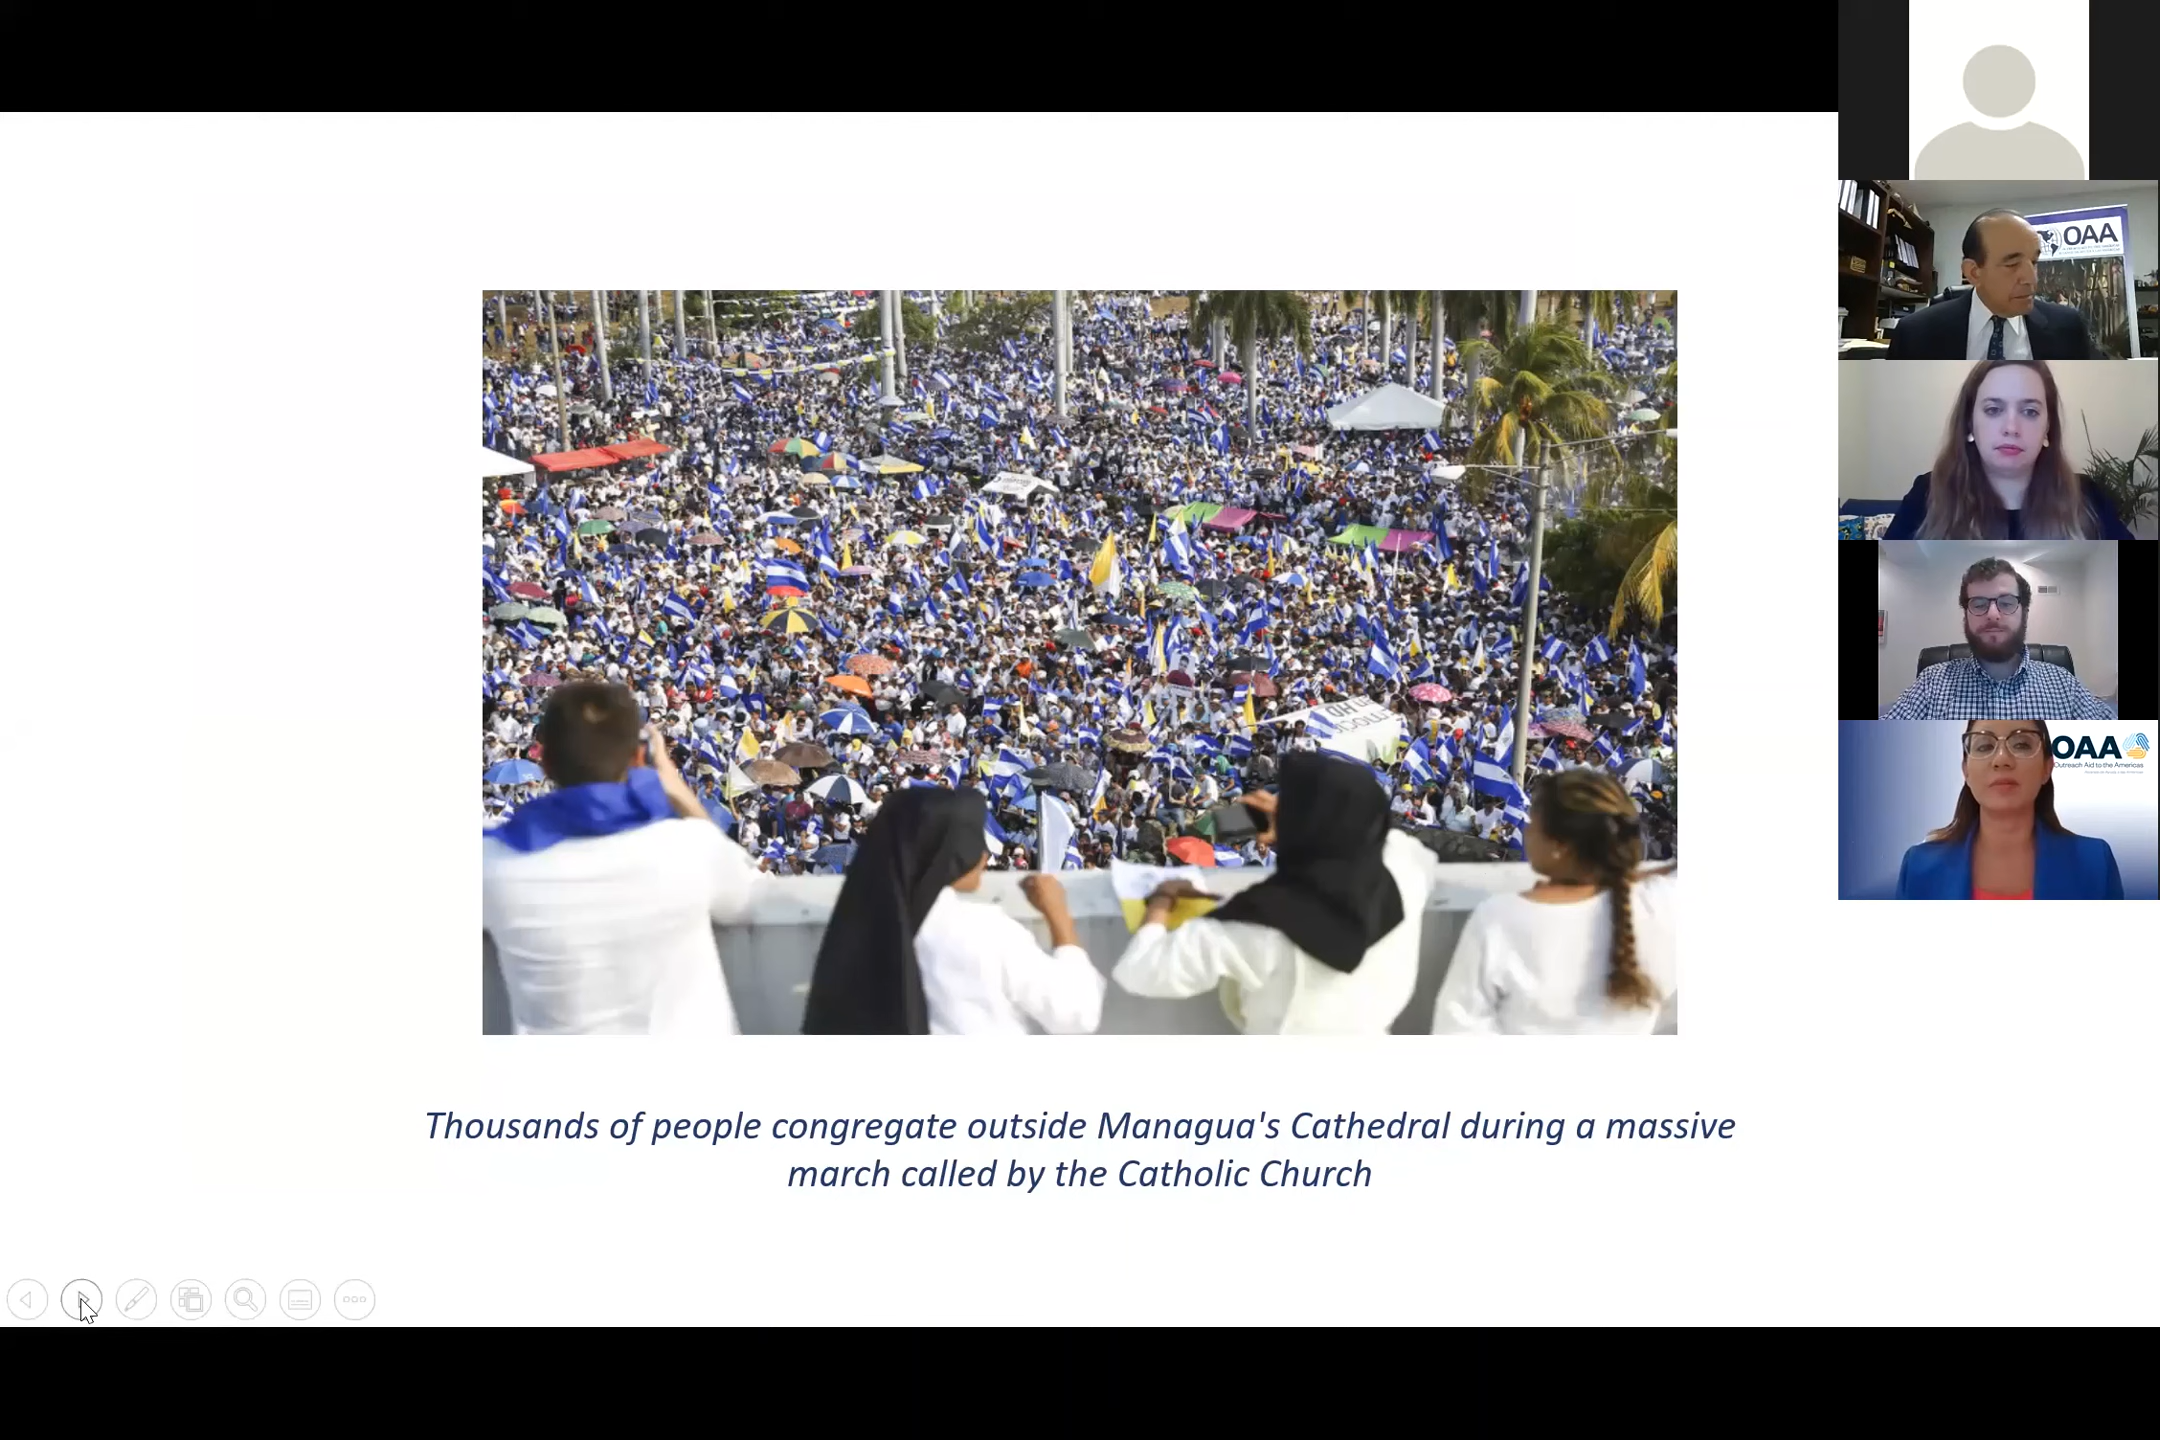 OAA
OAA
Outreach Aid to the Americas
Thousands of people congregate outside Managua's Cathedral during a massive
march called by the Catholic Church